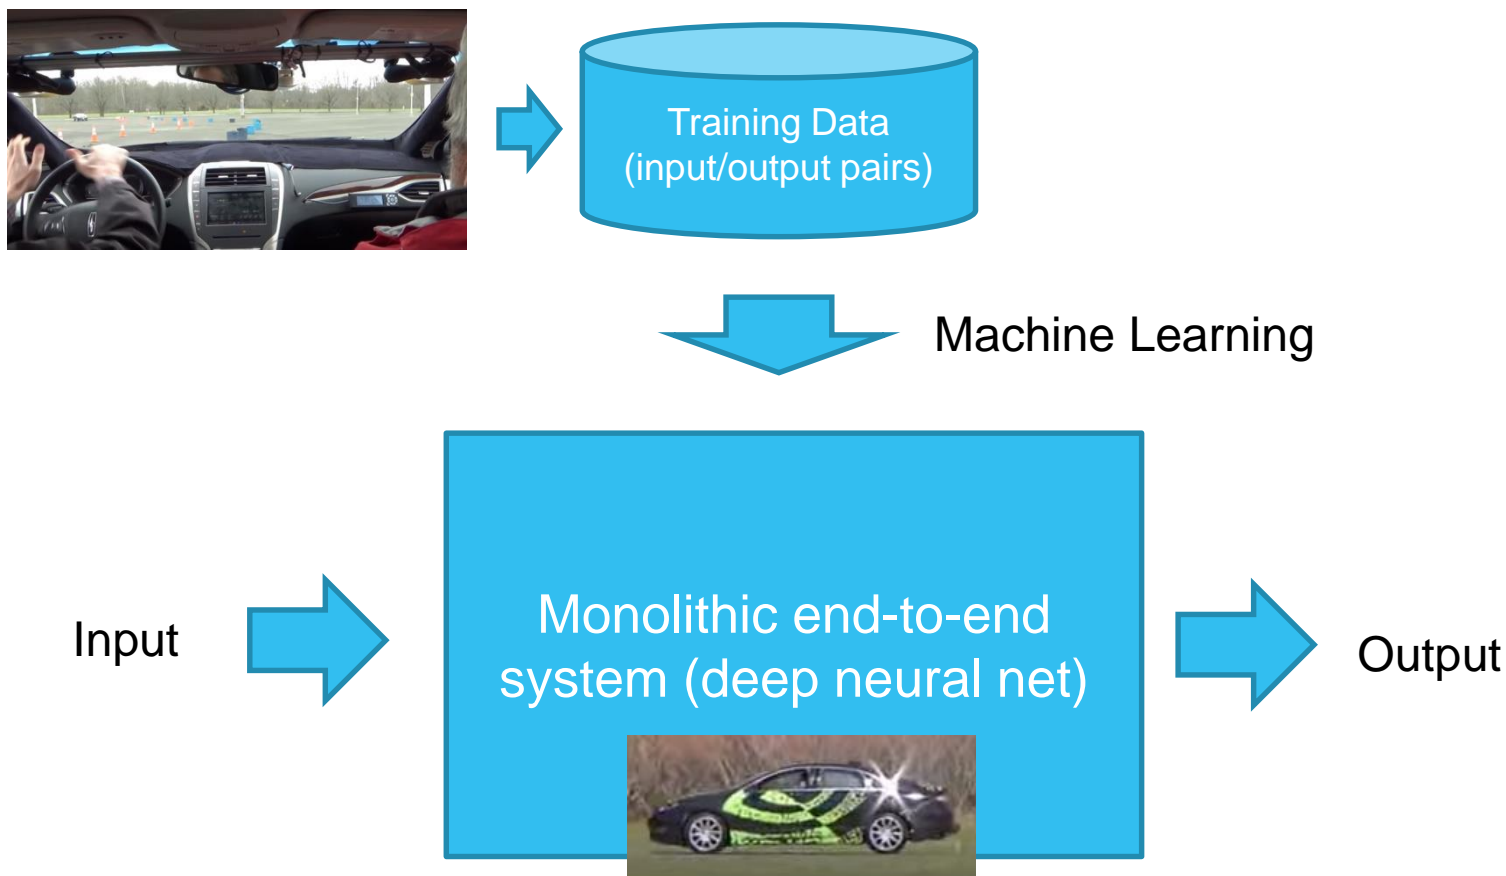 Training Data
(input/output pairs)
Machine Learning
Input
Monolithic end-to-end
system (deep neural net)
Output